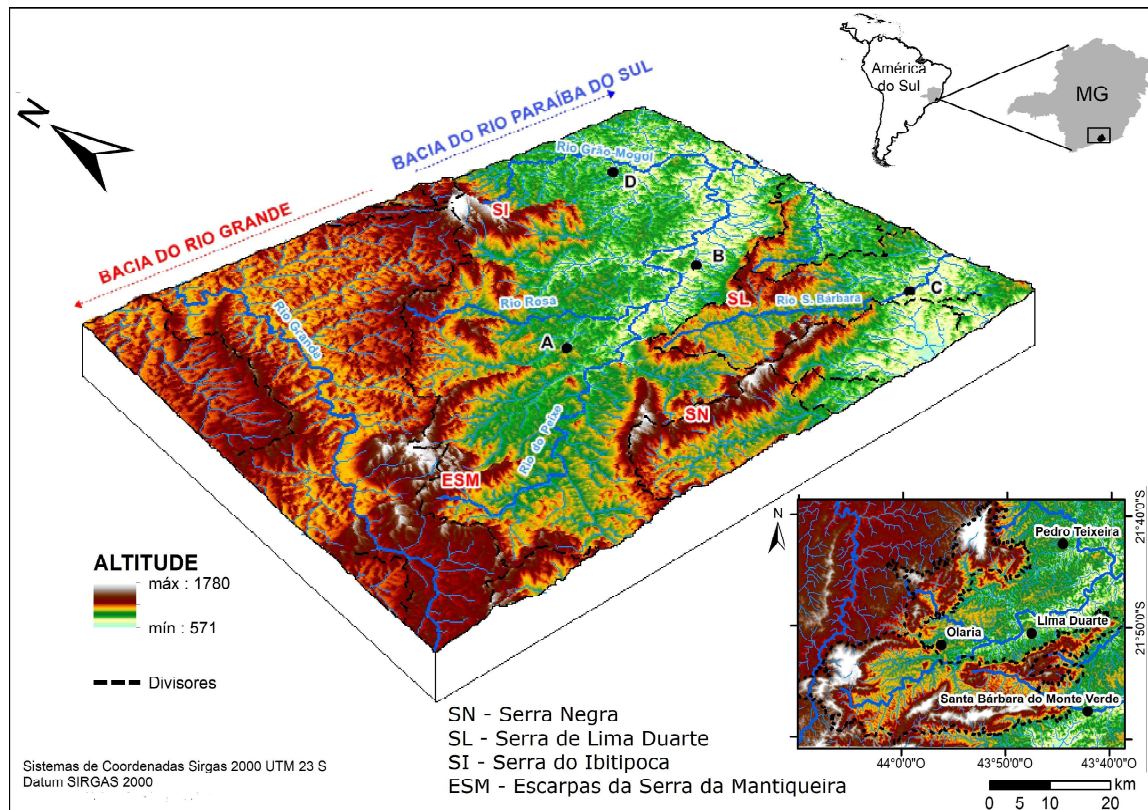 BACIA DO RIO PARAÍBA DO SUL
BACIA DO RIO GRANDE
N
América
do Sul
MG
Rio Grão-Mogol
D
SI
B
SL
Rio S. Bárbara
C
Rio Rosa
Rio Grande
A
SN
Rio do Peixe
ESM
ALTITUDE
máx : 1780
mín : 571
Divisores
SN - Serra Negra
SL - Serra de Lima Duarte
SI - Serra do Ibitipoca
ESM - Escarpas da Serra da Mantiqueira
Sistemas de Coordenadas Sirgas 2000 UTM 23 S
Datum SIRGAS 2000
N
Pedro Teixeira
Lima Duarte
Olaria
Santa Bárbara do Monte Verde
21°40'0"S
21°50'0"S
44°0'0"O
43°50'0"O
43°40'0"O
km
0 5 10 20